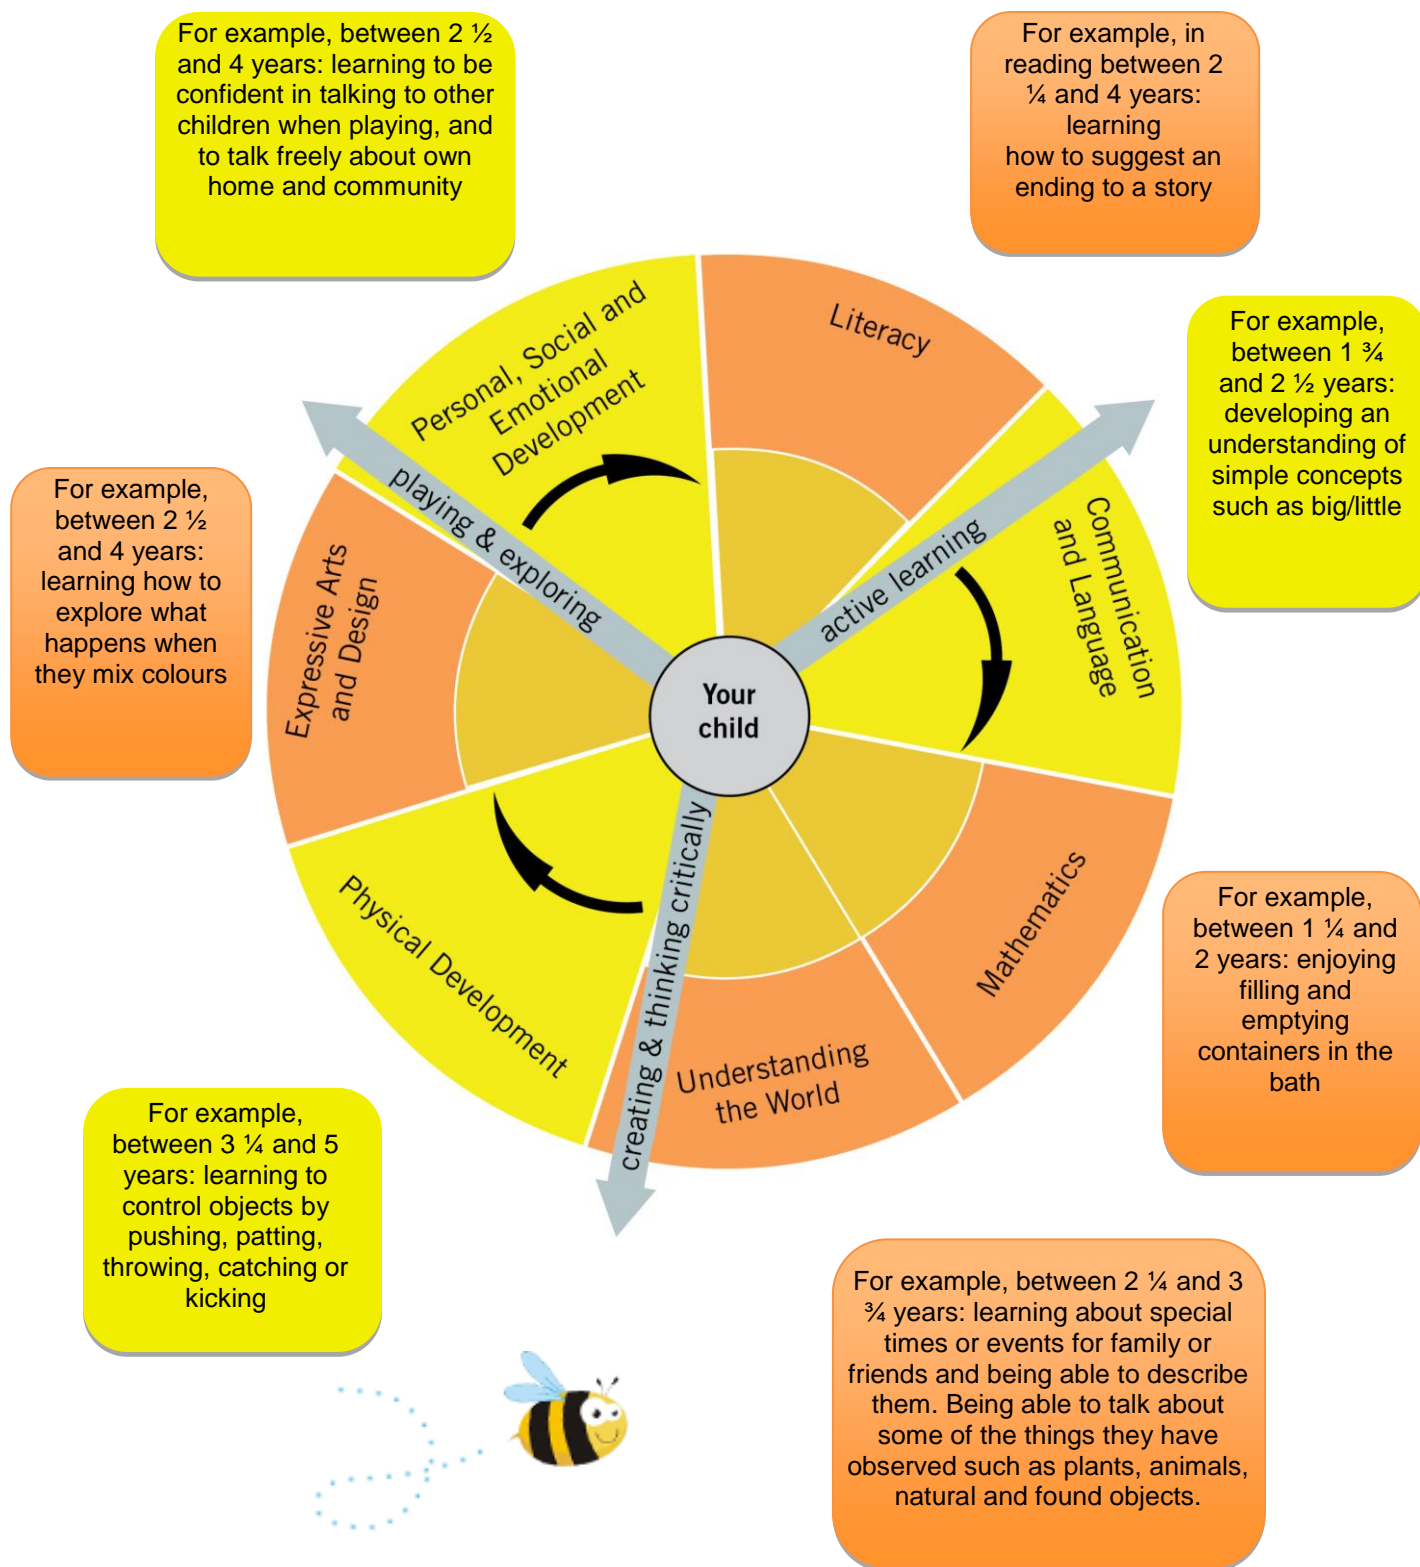 For example, between 2 ½
and 4 years: learning to be
confident in talking to other
children when playing, and
to talk freely about own
home and community
For example, in
reading between 2
¼ and 4 years:
learning
how to suggest an
ending to a story
For example,
between 1 ¾
and 2 ½ years:
developing an
understanding of
simple concepts
such as big/little
For example,
between 2 ½
and 4 years:
learning how to
explore what
happens when
they mix colours
Personal, Social and
Emotional
Development
Literacy
Communication
and Language
Expressive Arts
and Design
playing & exploring
active learning
Your
child
creating & thinking critically
Physical Development
Mathematics
Understanding
the World
For example,
between 1 ¼ and
2 years: enjoying
filling and
emptying
containers in the
bath
For example,
between 3 ¼ and 5
years: learning to
control objects by
pushing, patting,
throwing, catching or
kicking
For example, between 2 ¼ and 3
¾ years: learning about special
times or events for family or
friends and being able to describe
them. Being able to talk about
some of the things they have
observed such as plants, animals,
natural and found objects.